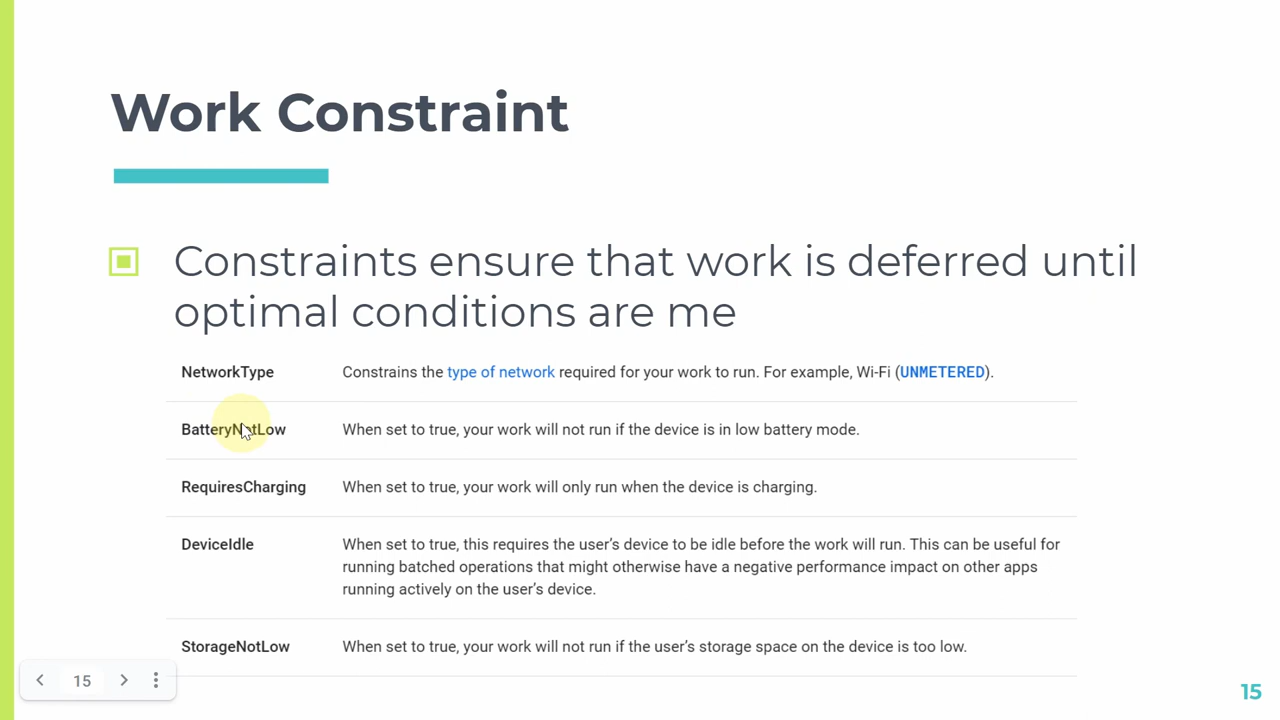 Work Constraint
Constraints ensure that work is deferred until
optimal conditions are me
NetworkType Constrains the type of network required for your work to run. For example, Wi-Fi (UNMETERED).
BatteryNotLow When set to true, your work will not run if the device is in low battery mode.
RequiresCharging When set to true, your work will only run when the device is charging.
DeviceIdle When set to true, this requires the user’s device to be idle before the work will run. This can be useful for
running batched operations that might otherwise have a negative performance impact on other apps
running actively on the user’s device.
StorageNotLow When set to true, your work will not run if the user’s storage space on the device is too low.
15
15